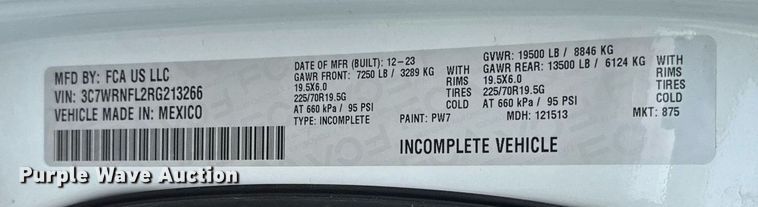 MFD BY: FCA US LLC
VIN: 3C7WRNFL2RG213266
VEHICLE MADE IN: MEXICO
DATE OF MFR (BUILT): 12-23
GAWR FRONT: 7250 LB / 3289 KG
19.5X6.0
225/70R19.5G
AT 660 kPa / 95 PSI
TYPE: INCOMPLETE
WITH
RIMS
TIRES
GVWR: 19500 LB / 8846 KG
GAWR REAR: 13500 LB / 6124 KG
19.5X6.0
225/70R19.5G
AT 660 kPa / 95 PSI
WITH
RIMS
TIRES
PAINT: PW7
MDH: 121513
MKT: 875
INCOMPLETE VEHICLE
Purple Wave Auction